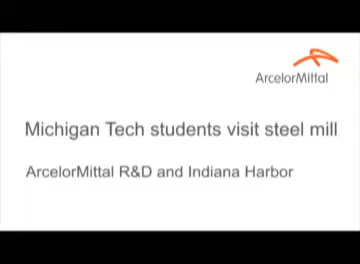 ArcelorMittal
Michigan Tech students visit steel mill
ArcelorMittal R&D and Indiana Harbor